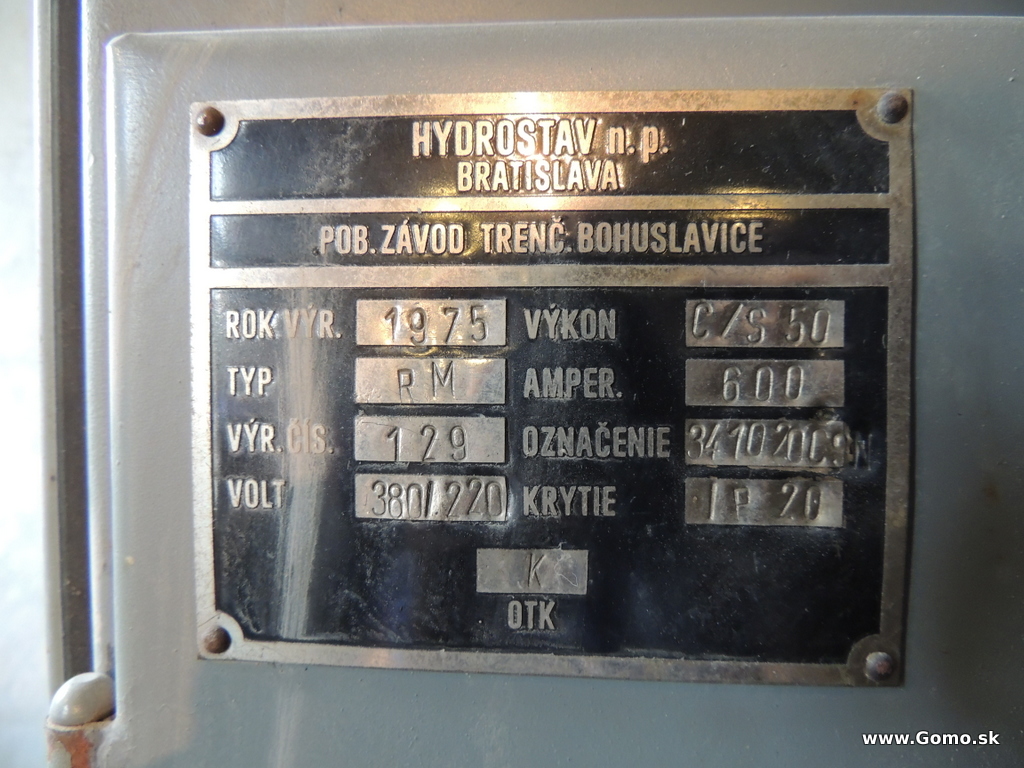 HYDROSTAV n.p.
BRATISLAVA
POB. ZÁVOD TRENČ. BOHUSLAVICE
ROK VÝR. 1975 VÝKON C/S 50
TYP RM AMPER. 600
VÝR. ČÍS. 129 OZNAČENIE 34102009N
VOLT 380/220 KRYTIE IP 20
K
OTK
www.Gomo.sk